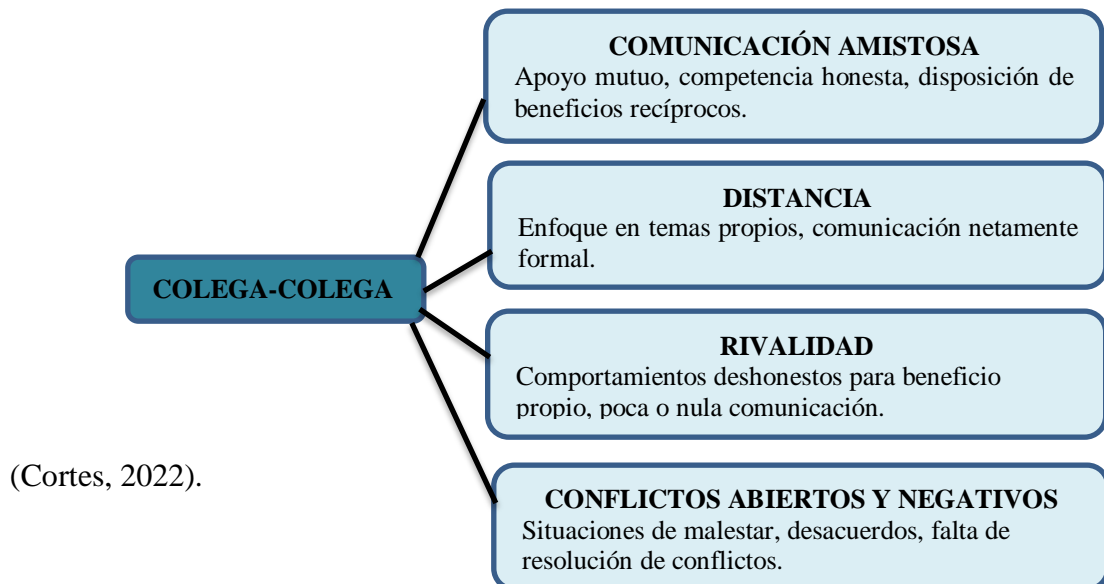 COMUNICACIÓN AMISTOSA
Apoyo mutuo, competencia honesta, disposición de
beneficios recíprocos.
DISTANCIA
Enfoque en temas propios, comunicación netamente
formal.
COLEGA-COLEGA
RIVALIDAD
Comportamientos deshonestos para beneficio
propio, poca o nula comunicación.
(Cortes, 2022).
CONFLICTOS ABIERTOS Y NEGATIVOS
Situaciones de malestar, desacuerdos, falta de
resolución de conflictos.